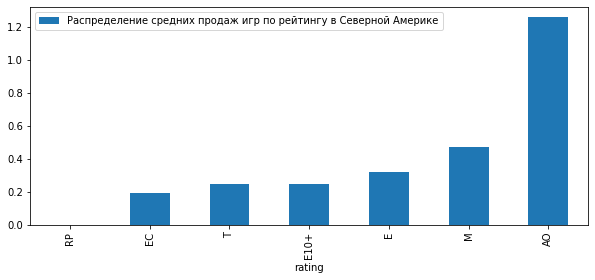 Распределение средних продаж игр по рейтингу в Северной Америке
1.2
1.0
0.8
0.6
0.4
0.2
0.0
RP
EC
T
E10+
E
M
AO
rating